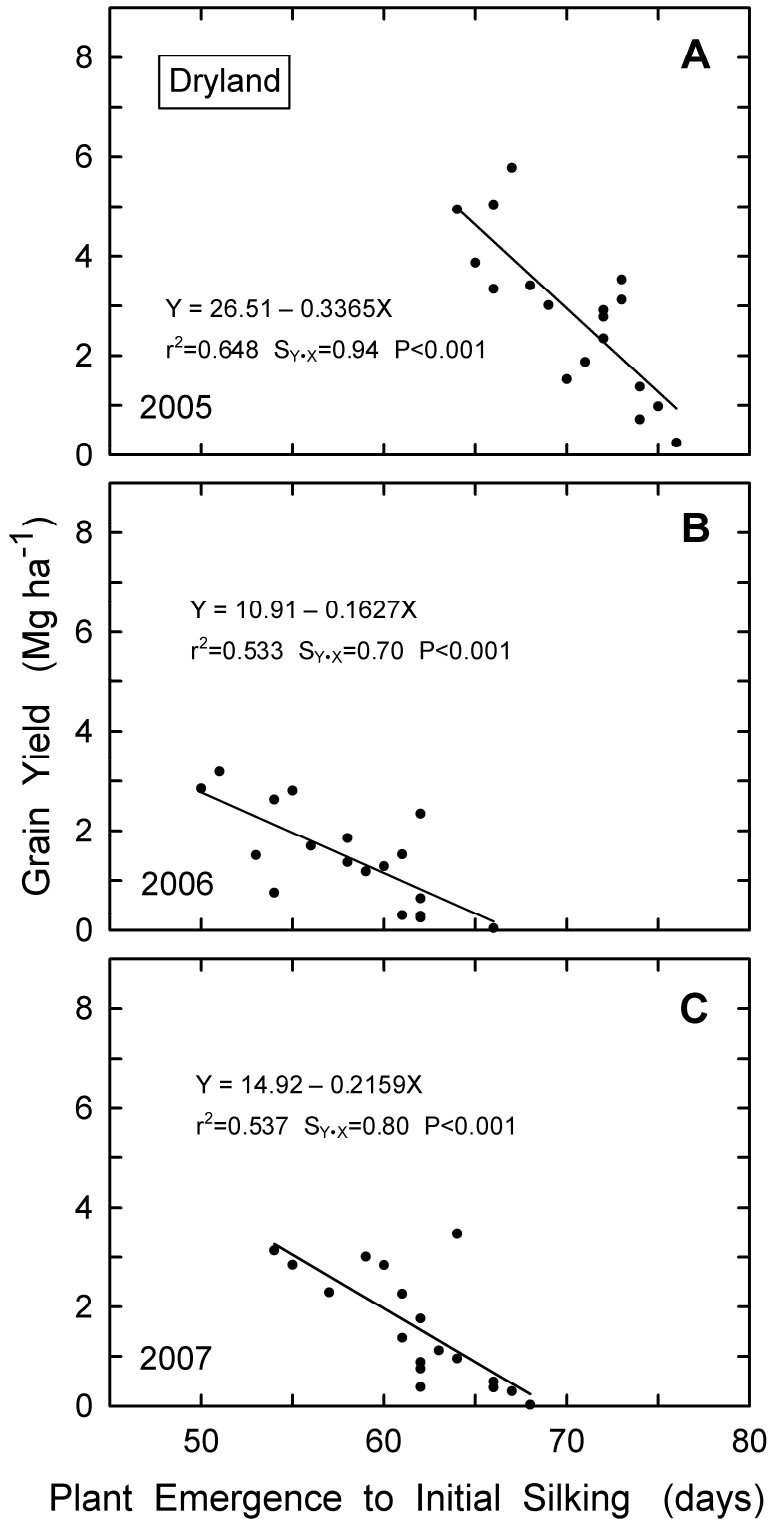 A
Dryland
8
6
4
2
0
Y = 26.51 – 0.3365X
r²=0.648 S_Y•X=0.94 P<0.001
2005
B
8
6
4
2
0
Y = 10.91 – 0.1627X
r²=0.533 S_Y•X=0.70 P<0.001
2006
Grain Yield (Mg ha⁻¹)
C
8
6
4
2
0
Y = 14.92 – 0.2159X
r²=0.537 S_Y•X=0.80 P<0.001
2007
50 60 70 80
Plant Emergence to Initial Silking (days)